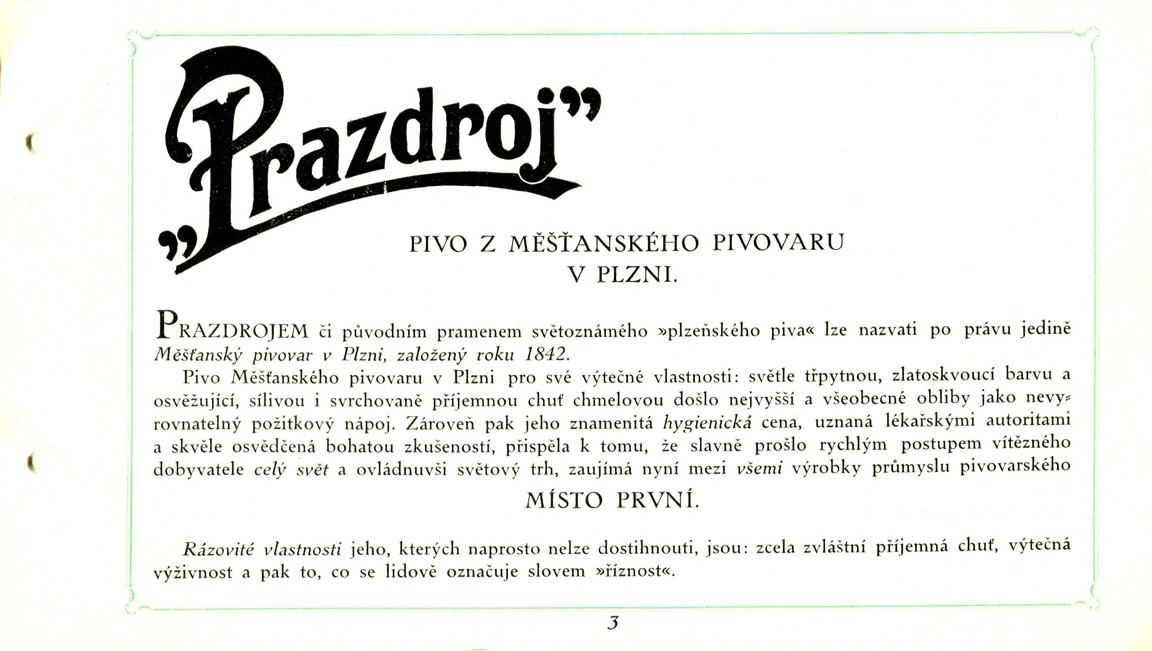 „Prazdroj”
PIVO Z MĚŠŤANSKÉHO PIVOVARU
V PLZNI.
PRAZDROJEM či původním pramenem světoznámého »plzeňského piva« lze nazvati po právu jedině
Měšťanský pivovar v Plzni, založený roku 1842.
Pivo Měšťanského pivovaru v Plzni pro své výtečné vlastnosti: světle třpytnou, zlatoskvoucí barvu a
osvěžující, sílivou i svrchovaně příjemnou chuť chmelovou došlo nejvyšší a všeobecné obliby jako nevy⸗
rovnatelný požitkový nápoj. Zároveň pak jeho znamenitá hygienická cena, uznaná lékařskými autoritami
a skvěle osvědčená bohatou zkušeností, přispěla k tomu, že slavně prošlo rychlým postupem vítězného
dobyvatele celý svět a ovládnuvši světový trh, zaujímá nyní mezi všemi výrobky průmyslu pivovarského
MÍSTO PRVNÍ.
Rázovité vlastnosti jeho, kterých naprosto nelze dostihnouti, jsou: zcela zvláštní příjemná chuť, výtečná
výživnost a pak to, co se lidově označuje slovem »říznost«.
3